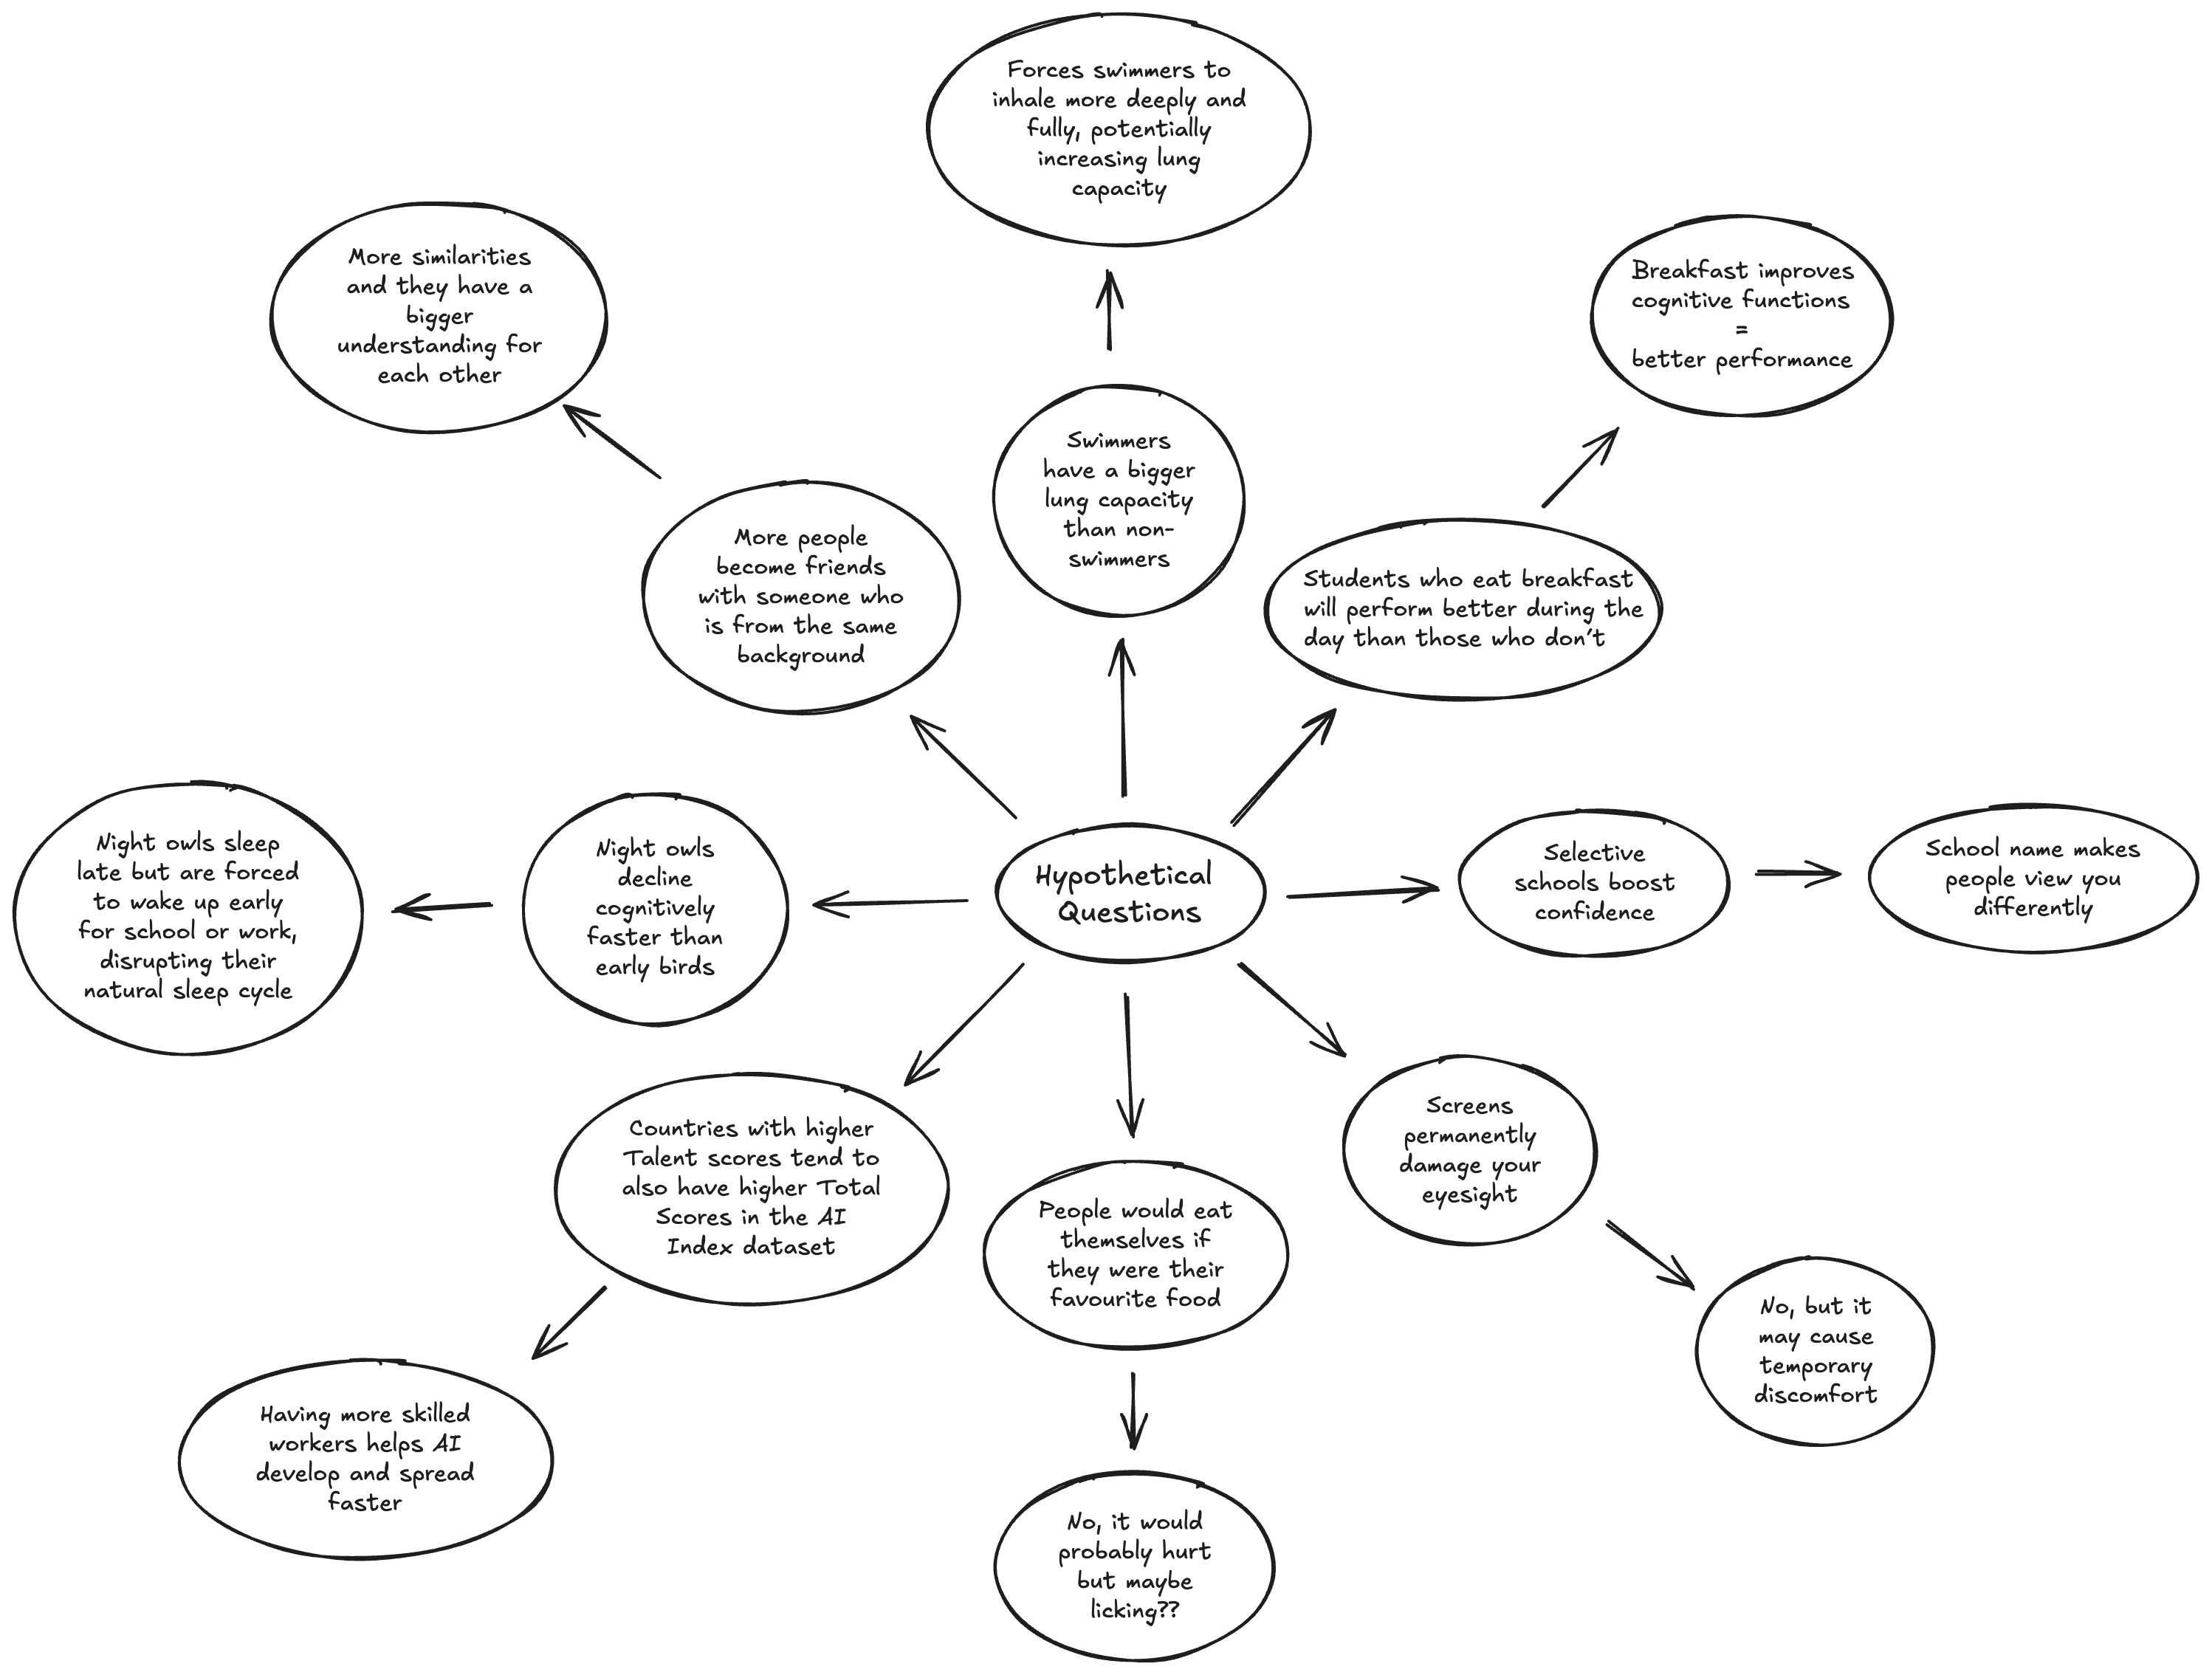 Forces swimmers to
inhale more deeply and
fully, potentially
increasing lung
capacity
More similarities
and they have a
bigger
understanding for
each other
Breakfast improves
cognitive functions
=
better performance
Swimmers
have a bigger
lung capacity
than non-
swimmers
More people
become friends
with someone who
is from the same
background
Students who eat breakfast
will perform better during the
day than those who don't
Night owls sleep
late but are forced
to wake up early
for school or work,
disrupting their
natural sleep cycle
Night owls
decline
cognitively
faster than
early birds
Hypothetical
Questions
Selective
schools boost
confidence
School name makes
people view you
differently
Countries with higher
Talent scores tend to
also have higher Total
Scores in the AI
Index dataset
People would eat
themselves if
they were their
favourite food
Screens
permanently
damage your
eyesight
No, but it
may cause
temporary
discomfort
Having more skilled
workers helps AI
develop and spread
faster
No, it would
probably hurt
but maybe
licking??